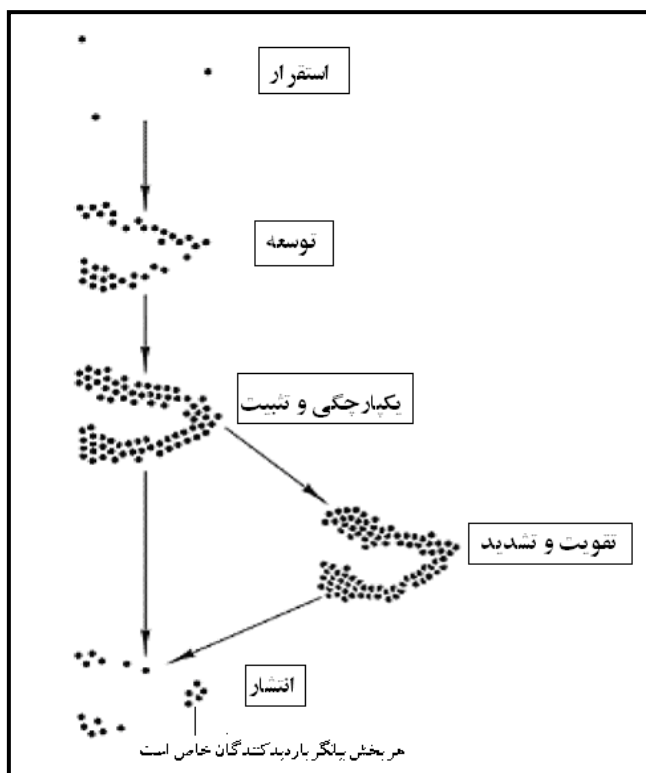 استقرار
توسعه
یکپارچگی و تثبیت
تقویت و تشدید
انتشار
هر بخش بیانگر بازدیدکنندگان خاص است